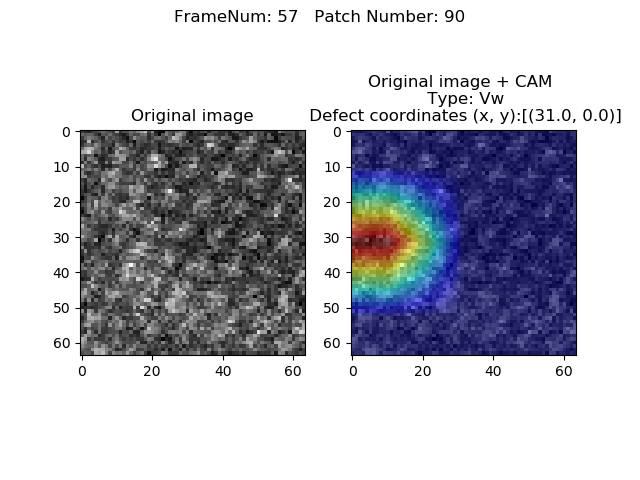 FrameNum: 57   Patch Number: 90
Original image
Original image + CAM
Type: Vw
Defect coordinates (x, y):[(31.0, 0.0)]
0
10
20
30
40
50
60
0 20 40 60
0
10
20
30
40
50
60
0 20 40 60